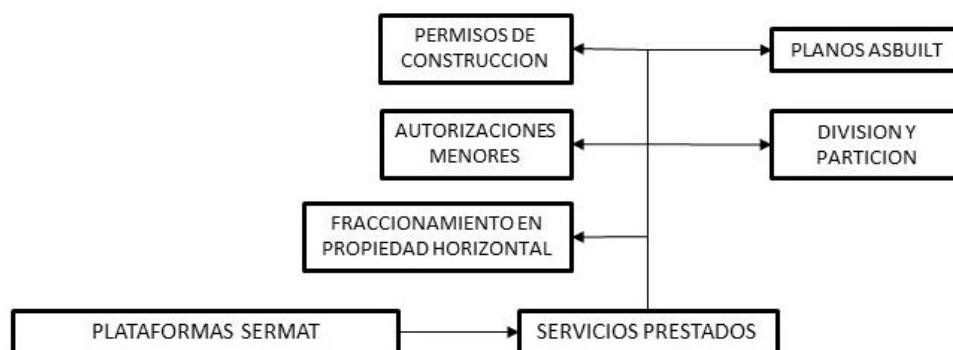 PERMISOS DE
CONSTRUCCION
PLANOS ASBUILT
AUTORIZACIONES
MENORES
DIVISION Y
PARTICION
FRACCIONAMIENTO EN
PROPIEDAD HORIZONTAL
PLATAFORMAS SERMAT
SERVICIOS PRESTADOS